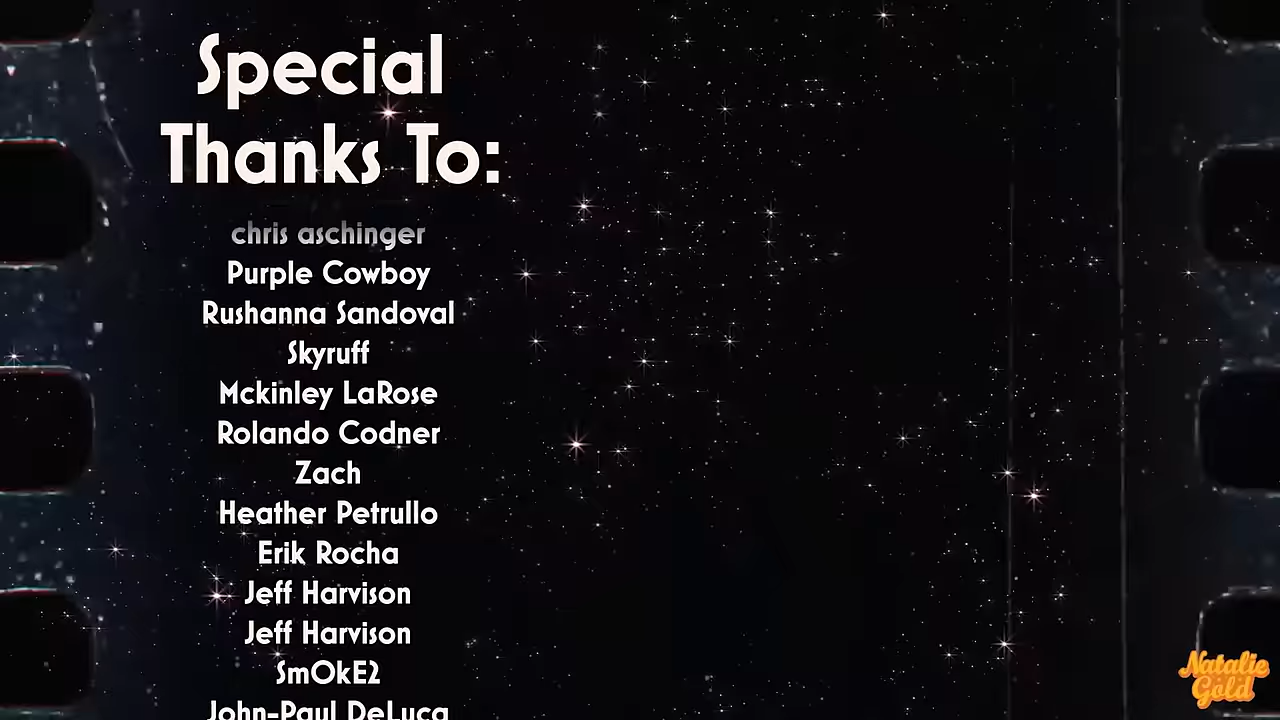 Special
Thanks To:
chris aschinger
Purple Cowboy
Rushanna Sandoval
Skyruff
Mckinley LaRose
Rolando Codner
Zach
Heather Petrullo
Erik Rocha
Jeff Harvison
Jeff Harvison
SmOkE2
John-Paul DeLuca
Natalie
Gold